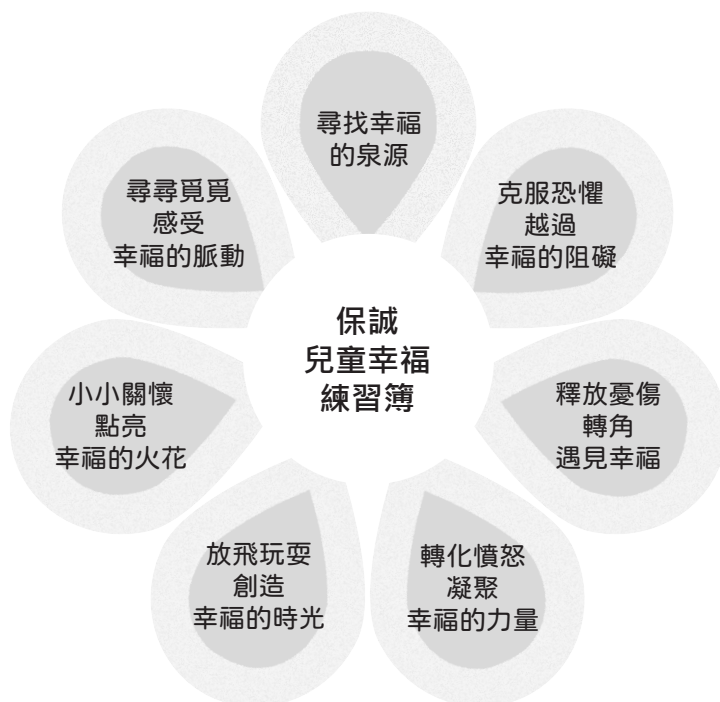 尋找幸福
的泉源
克服恐懼
越過
幸福的阻礙
釋放憂傷
轉角
遇見幸福
轉化憤怒
凝聚
幸福的力量
放飛玩耍
創造
幸福的時光
小小關懷
點亮
幸福的火花
尋尋覓覓
感受
幸福的脈動
保誠
兒童幸福
練習簿